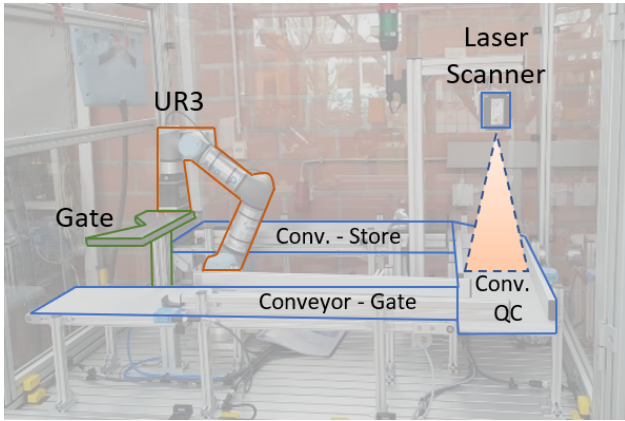 Laser
Scanner
UR3
Gate
Conv. - Store
Conv.
QC
Conveyor - Gate